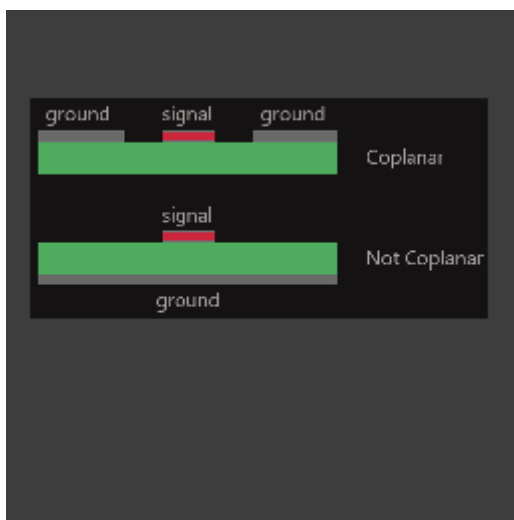 ground signal ground
Coplanar
signal
Not Coplanar
ground